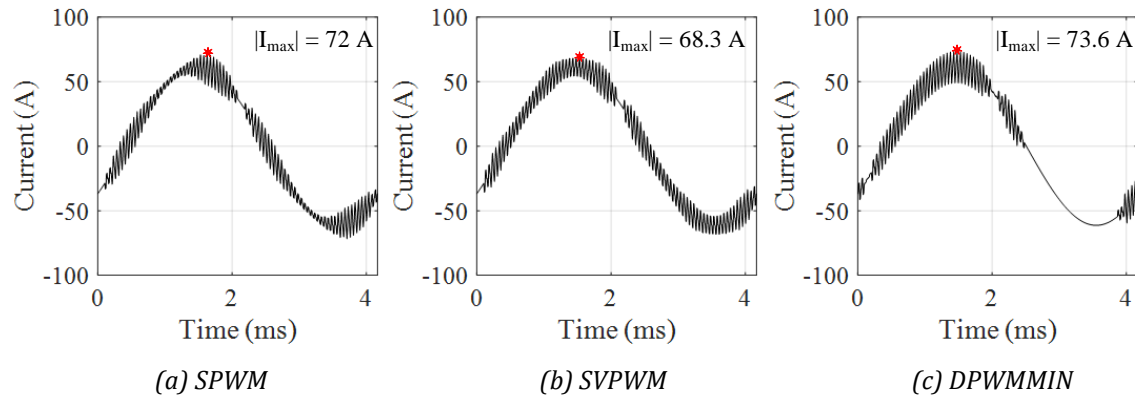 |Imax| = 72 A
100
50
0
-50
-100
Current (A)
0 2 4
Time (ms)
(a) SPWM
|Imax| = 68.3 A
100
50
0
-50
-100
Current (A)
0 2 4
Time (ms)
(b) SVPWM
|Imax| = 73.6 A
100
50
0
-50
-100
Current (A)
0 2 4
Time (ms)
(c) DPWMMIN